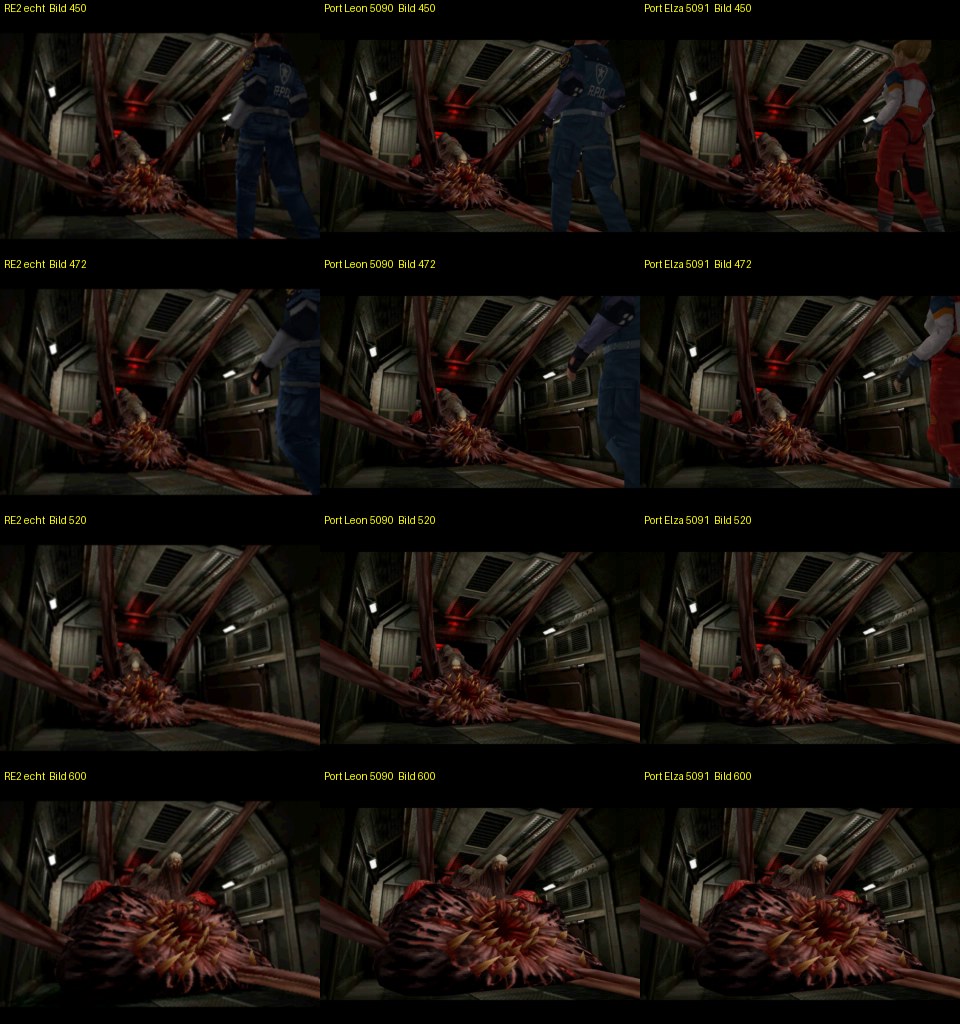 RE2 echt Bild 450
Port Leon 5090 Bild 450
Port Elza 5091 Bild 450
R.P.D.
R.P.D.
RE2 echt Bild 472
Port Leon 5090 Bild 472
Port Elza 5091 Bild 472
RE2 echt Bild 520
Port Leon 5090 Bild 520
Port Elza 5091 Bild 520
RE2 echt Bild 600
Port Leon 5090 Bild 600
Port Elza 5091 Bild 600